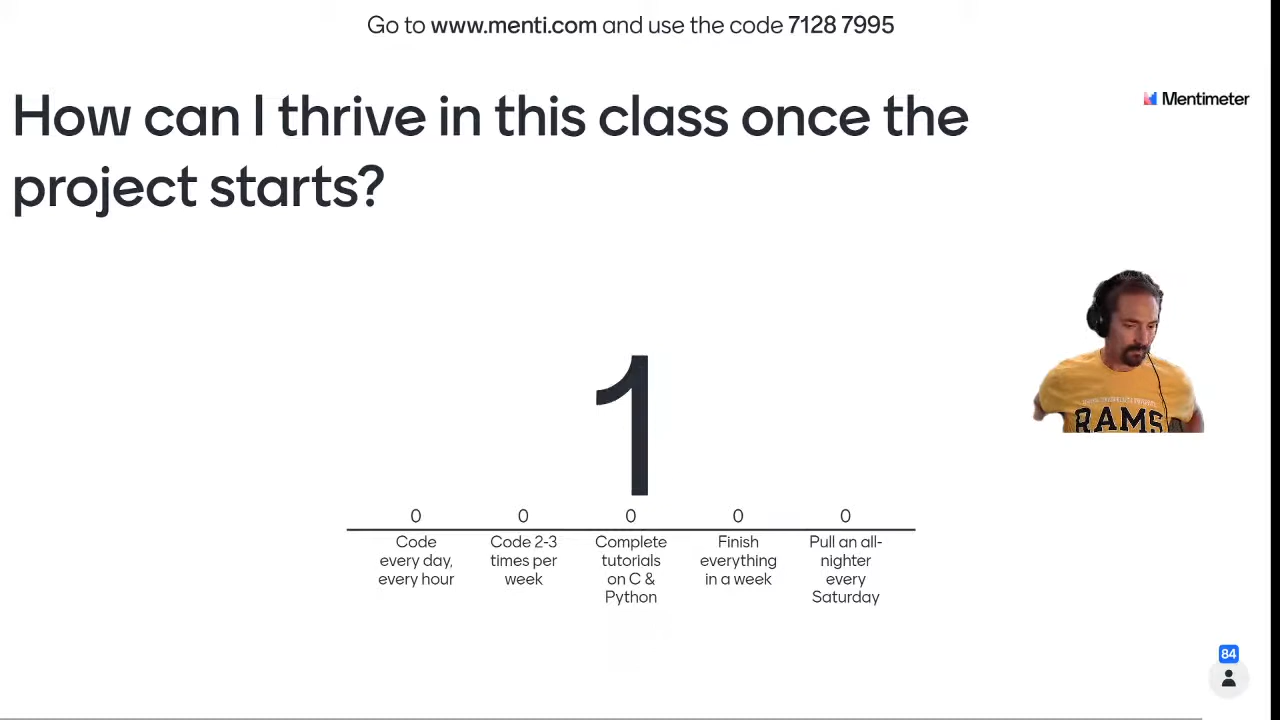 Go to www.menti.com and use the code 7128 7995
How can I thrive in this class once the
project starts?
Mentimeter
RAMS
1
0 0 0 0 0
Code
every day,
every hour
Code 2-3
times per
week
Complete
tutorials
on C &
Python
Finish
everything
in a week
Pull an all-
nighter
every
Saturday
84